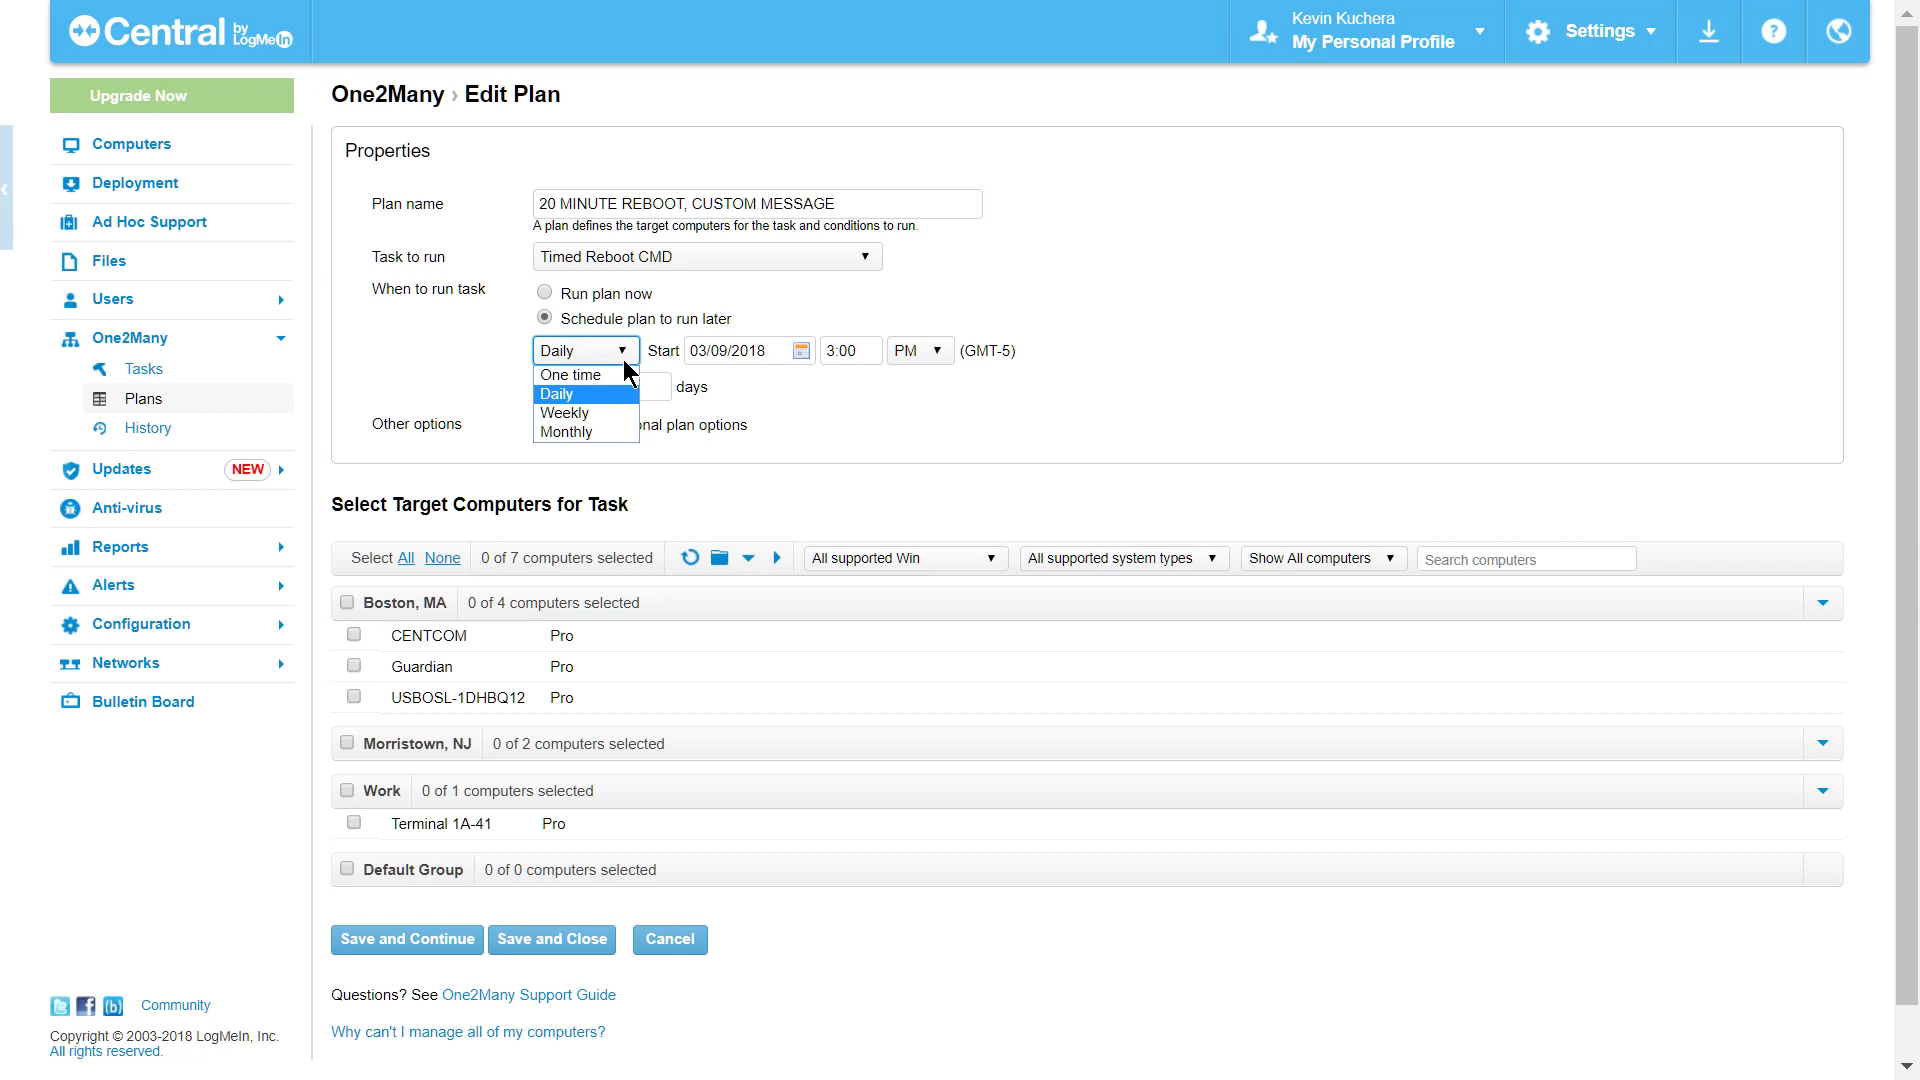 Central by LogMeIn
Kevin Kuchera
My Personal Profile
Settings
Upgrade Now
Computers
Deployment
Ad Hoc Support
Files
Users
One2Many
Tasks
Plans
History
Updates NEW
Anti-virus
Reports
Alerts
Configuration
Networks
Bulletin Board
Community
Copyright © 2003-2018 LogMeIn, Inc.
All rights reserved.
One2Many › Edit Plan
Properties
Plan name 20 MINUTE REBOOT, CUSTOM MESSAGE
A plan defines the target computers for the task and conditions to run.
Task to run Timed Reboot CMD
When to run task Run plan now
Schedule plan to run later
Daily Start 03/09/2018 3:00 PM (GMT-5)
One time
Daily days
Weekly
Monthly
Other options nal plan options
Select Target Computers for Task
Select All None 0 of 7 computers selected All supported Win All supported system types Show All computers Search computers
Boston, MA 0 of 4 computers selected
CENTCOM Pro
Guardian Pro
USBOSL-1DHBQ12 Pro
Morristown, NJ 0 of 2 computers selected
Work 0 of 1 computers selected
Terminal 1A-41 Pro
Default Group 0 of 0 computers selected
Save and Continue Save and Close Cancel
Questions? See One2Many Support Guide
Why can't I manage all of my computers?